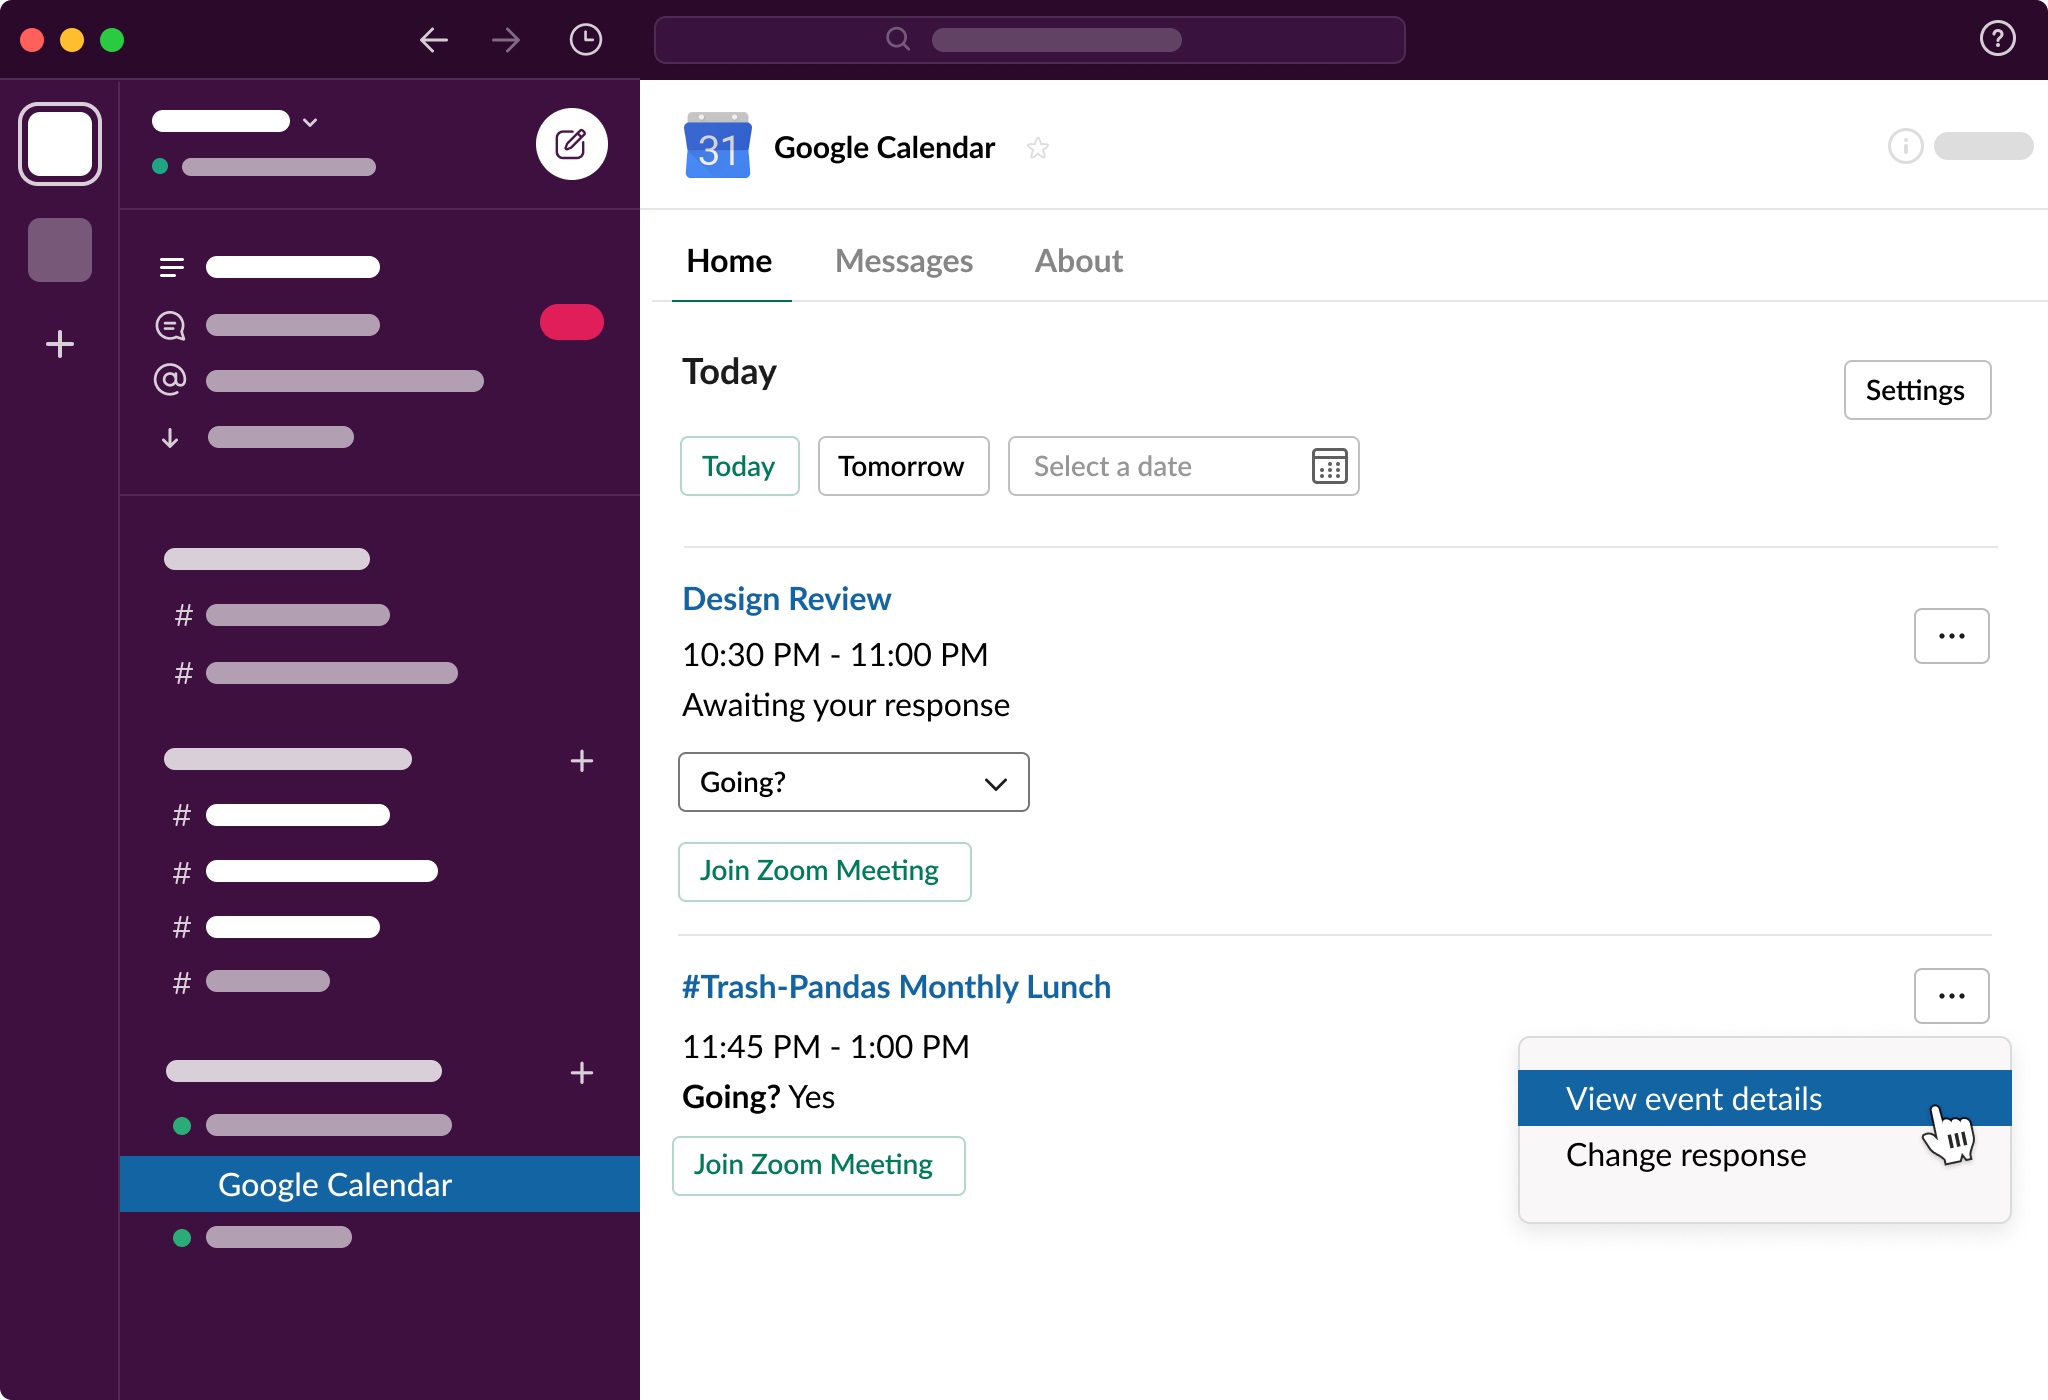 31
Google Calendar
Home Messages About
Today
Settings
Today Tomorrow Select a date
Design Review
10:30 PM - 11:00 PM
Awaiting your response
Going?
Join Zoom Meeting
#Trash-Pandas Monthly Lunch
11:45 PM - 1:00 PM
Going? Yes
Join Zoom Meeting
View event details
Change response
#
#
#
#
#
#
Google Calendar